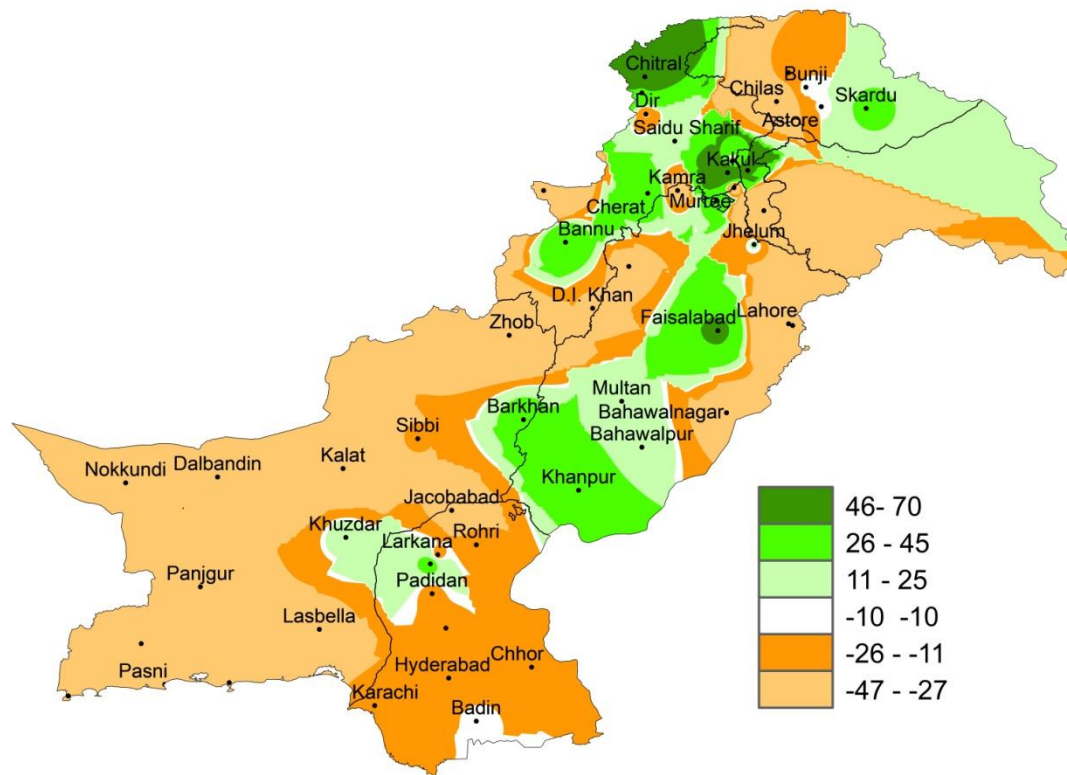 Chitral
Bunji
Chilas
Skardu
Dir
Astore
Saidu Sharif
Kakul
Kamra
Cherat
Murree
Bannu
Jhelum
D.I. Khan
Zhob
Faisalabad
Lahore
Multan
Barkhan
Bahawalnagar
Sibbi
Bahawalpur
Kalat
Nokkundi
Dalbandin
Khanpur
Jacobabad
Khuzdar
Rohri
Larkana
Panjgur
Padidan
Lasbella
Pasni
Hyderabad
Chhor
Karachi
Badin
46- 70
26 - 45
11 - 25
-10 -10
-26 - -11
-47 - -27